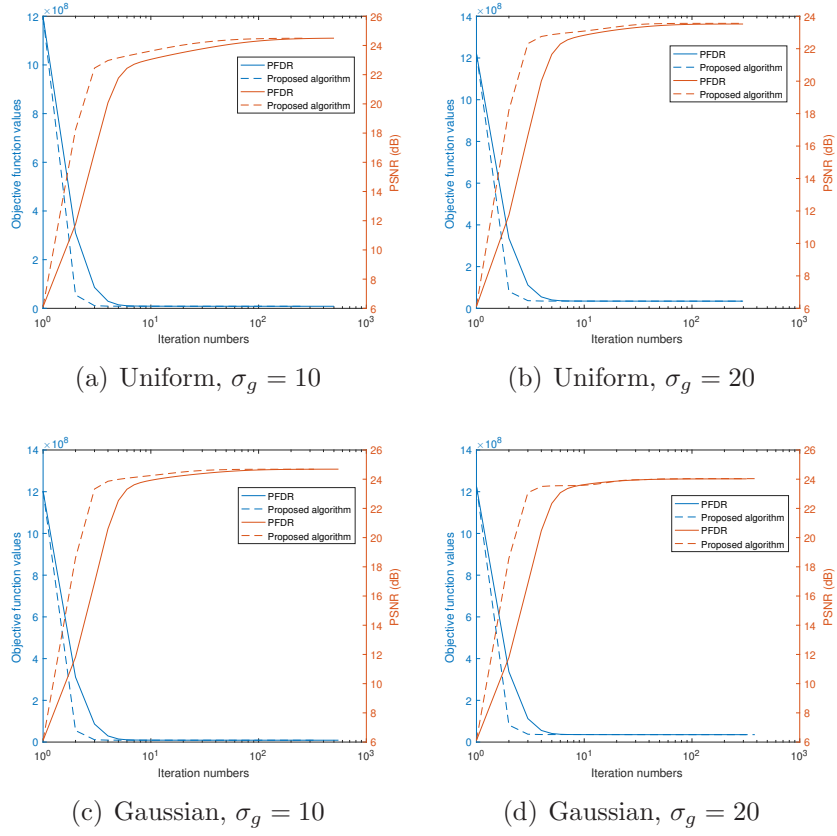 ×10^8
12
10
8
6
4
2
0
Objective function values
26
24
22
20
18
16
14
12
10
8
6
PSNR (dB)
PFDR
Proposed algorithm
PFDR
Proposed algorithm
10^0
10^1
10^2
10^3
Iteration numbers
(a) Uniform, σ_g = 10
×10^8
14
12
10
8
6
4
2
0
Objective function values
24
22
20
18
16
14
12
10
8
6
PSNR (dB)
PFDR
Proposed algorithm
PFDR
Proposed algorithm
10^0
10^1
10^2
10^3
Iteration numbers
(b) Uniform, σ_g = 20
×10^8
14
12
10
8
6
4
2
0
Objective function values
26
24
22
20
18
16
14
12
10
8
6
PSNR (dB)
PFDR
Proposed algorithm
PFDR
Proposed algorithm
10^0
10^1
10^2
10^3
Iteration numbers
(c) Gaussian, σ_g = 10
×10^8
14
12
10
8
6
4
2
0
Objective function values
26
24
22
20
18
16
14
12
10
8
6
PSNR (dB)
PFDR
Proposed algorithm
PFDR
Proposed algorithm
10^0
10^1
10^2
10^3
Iteration numbers
(d) Gaussian, σ_g = 20